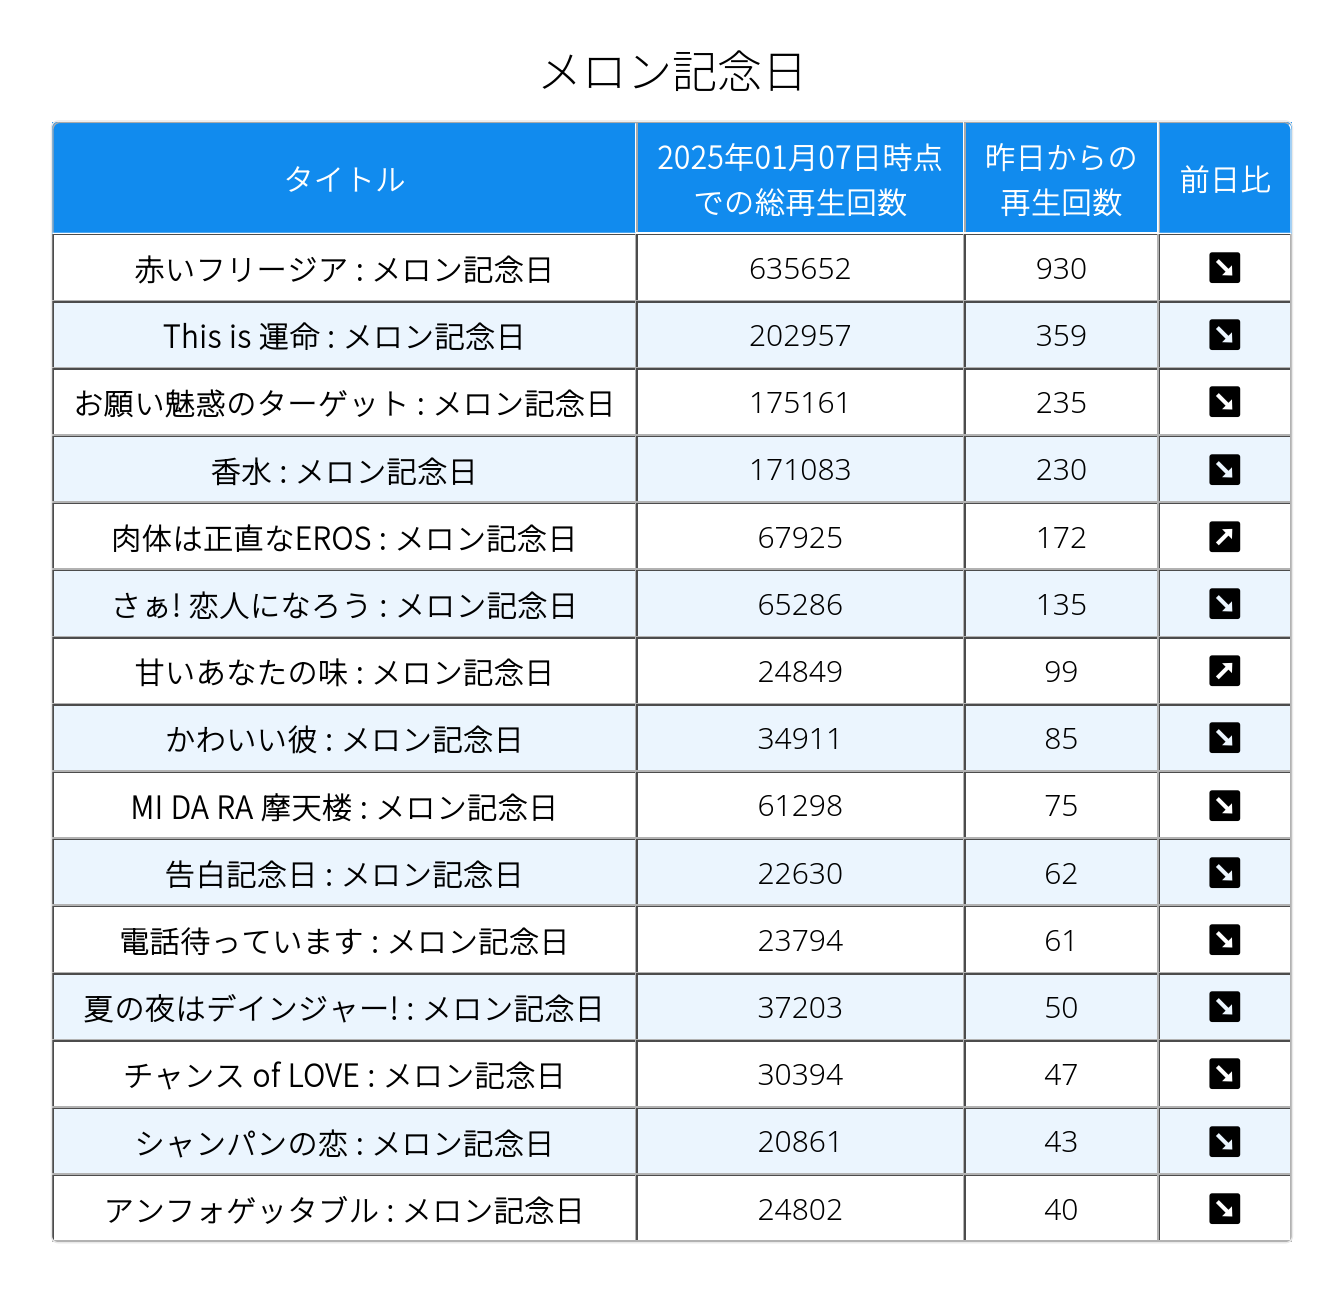 メロン記念日
タイトル
2025年01月07日時点
での総再生回数
昨日からの
再生回数
前日比
赤いフリージア : メロン記念日 635652 930 ↘
This is 運命 : メロン記念日 202957 359 ↘
お願い魅惑のターゲット : メロン記念日 175161 235 ↘
香水 : メロン記念日 171083 230 ↘
肉体は正直なEROS : メロン記念日 67925 172 ↗
さぁ! 恋人になろう : メロン記念日 65286 135 ↘
甘いあなたの味 : メロン記念日 24849 99 ↗
かわいい彼 : メロン記念日 34911 85 ↘
MI DA RA 摩天楼 : メロン記念日 61298 75 ↘
告白記念日 : メロン記念日 22630 62 ↘
電話待っています : メロン記念日 23794 61 ↘
夏の夜はデインジャー! : メロン記念日 37203 50 ↘
チャンス of LOVE : メロン記念日 30394 47 ↘
シャンパンの恋 : メロン記念日 20861 43 ↘
アンフォゲッタブル : メロン記念日 24802 40 ↘